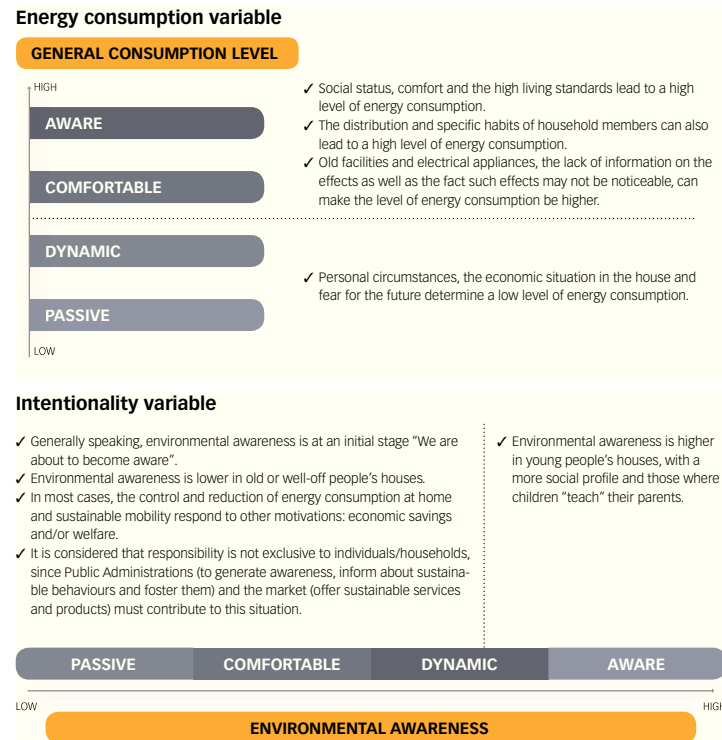 Energy consumption variable
GENERAL CONSUMPTION LEVEL
HIGH
AWARE
COMFORTABLE
DYNAMIC
PASSIVE
LOW
✓ Social status, comfort and the high living standards lead to a high
level of energy consumption.
✓ The distribution and specific habits of household members can also
lead to a high level of energy consumption.
✓ Old facilities and electrical appliances, the lack of information on the
effects as well as the fact such effects may not be noticeable, can
make the level of energy consumption be higher.
✓ Personal circumstances, the economic situation in the house and
fear for the future determine a low level of energy consumption.
Intentionality variable
✓ Generally speaking, environmental awareness is at an initial stage “We are
about to become aware”.
✓ Environmental awareness is lower in old or well-off people’s houses.
✓ In most cases, the control and reduction of energy consumption at home
and sustainable mobility respond to other motivations: economic savings
and/or welfare.
✓ It is considered that responsibility is not exclusive to individuals/households,
since Public Administrations (to generate awareness, inform about sustaina-
ble behaviours and foster them) and the market (offer sustainable services
and products) must contribute to this situation.
✓ Environmental awareness is higher
in young people’s houses, with a
more social profile and those where
children “teach” their parents.
PASSIVE COMFORTABLE DYNAMIC AWARE
LOW HIGH
ENVIRONMENTAL AWARENESS